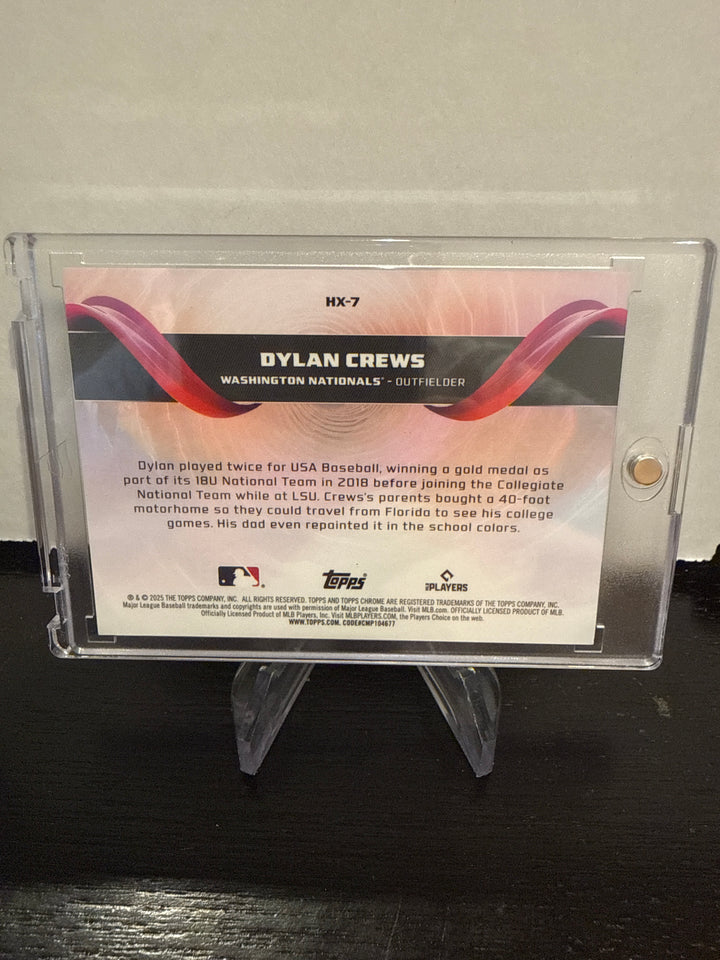 HX-7
DYLAN CREWS
WASHINGTON NATIONALS® - OUTFIELDER
Dylan played twice for USA Baseball, winning a gold medal as
part of its 18U National Team in 2018 before joining the Collegiate
National Team while at LSU. Crews's parents bought a 40-foot
motorhome so they could travel from Florida to see his college
games. His dad even repainted it in the school colors.
Topps®
MLB PLAYERS
® & © 2025 THE TOPPS COMPANY, INC. ALL RIGHTS RESERVED. TOPPS AND TOPPS CHROME ARE REGISTERED TRADEMARKS OF THE TOPPS COMPANY, INC.
Major League Baseball trademarks and copyrights are used with permission of Major League Baseball. Visit MLB.com. OFFICIALLY LICENSED PRODUCT OF MLB.
Officially Licensed Product of MLB Players, Inc. Visit MLBPLAYERS.COM, the Players Choice on the web.
WWW.TOPPS.COM. CODE#CMP104677